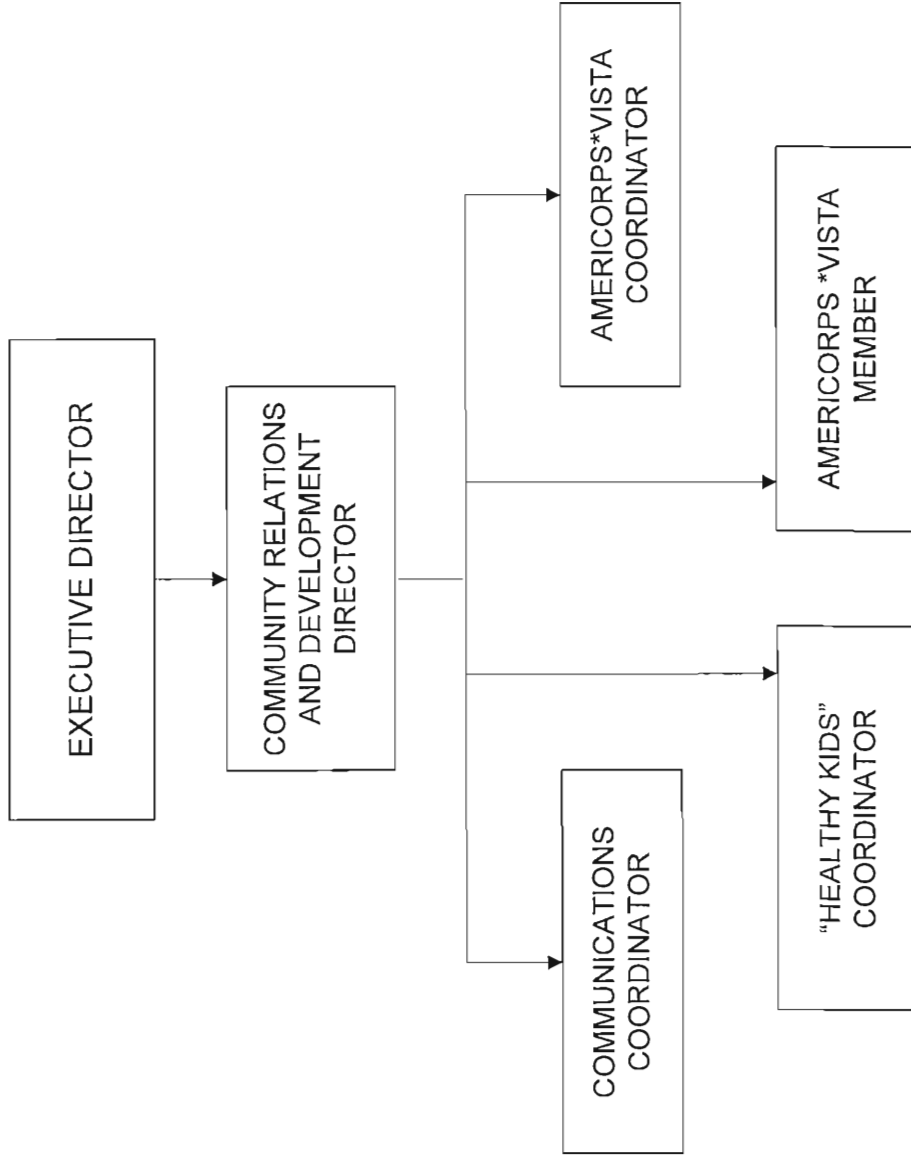 EXECUTIVE DIRECTOR
COMMUNITY RELATIONS
AND DEVELOPMENT
DIRECTOR
COMMUNICATIONS
COORDINATOR
AMERICORPS*VISTA
COORDINATOR
"HEALTHY KIDS"
COORDINATOR
AMERICORPS *VISTA
MEMBER